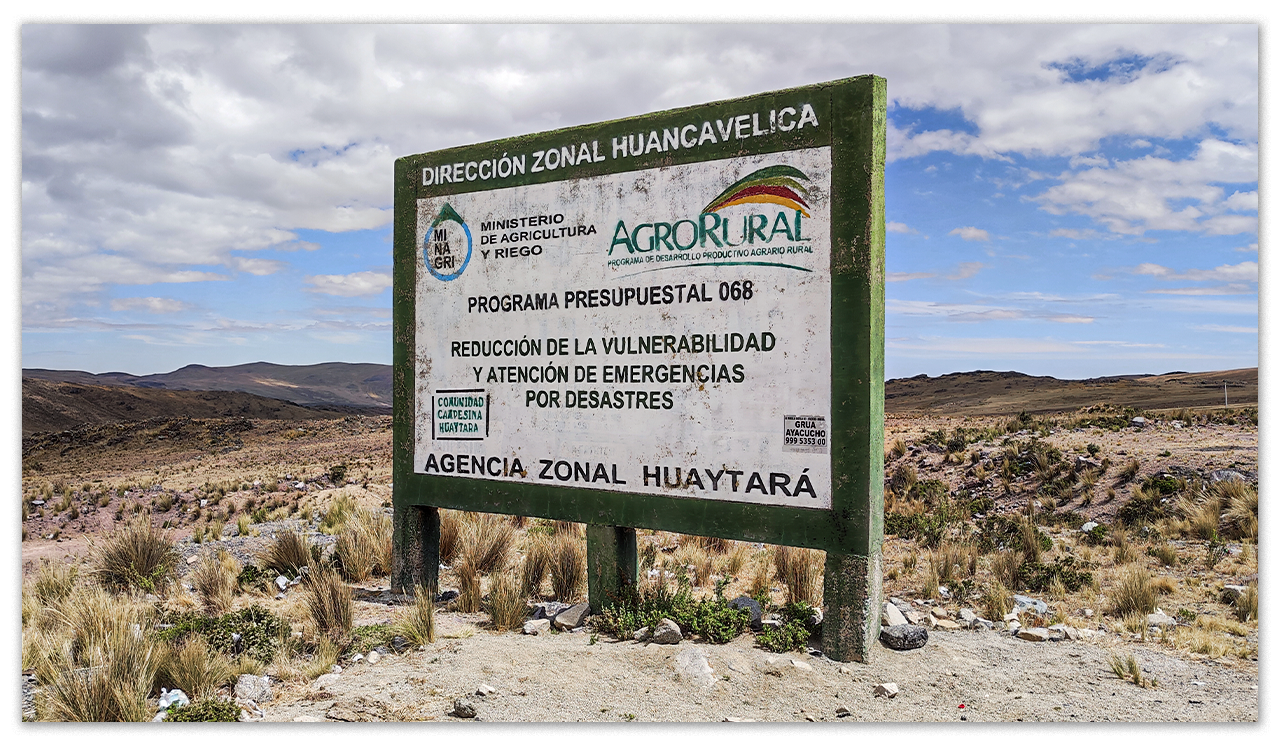 DIRECCIÓN ZONAL HUANCAVELICA
MI
NA
GRI
MINISTERIO
DE AGRICULTURA
Y RIEGO
AGRORURAL
PROGRAMA DE DESARROLLO PRODUCTIVO AGRARIO RURAL
PROGRAMA PRESUPUESTAL 068
REDUCCIÓN DE LA VULNERABILIDAD
Y ATENCIÓN DE EMERGENCIAS
POR DESASTRES
COMUNIDAD
CAMPESINA
HUAYTARA
GRUA
AYACUCHO
999 5353 00
AGENCIA ZONAL HUAYTARÁ